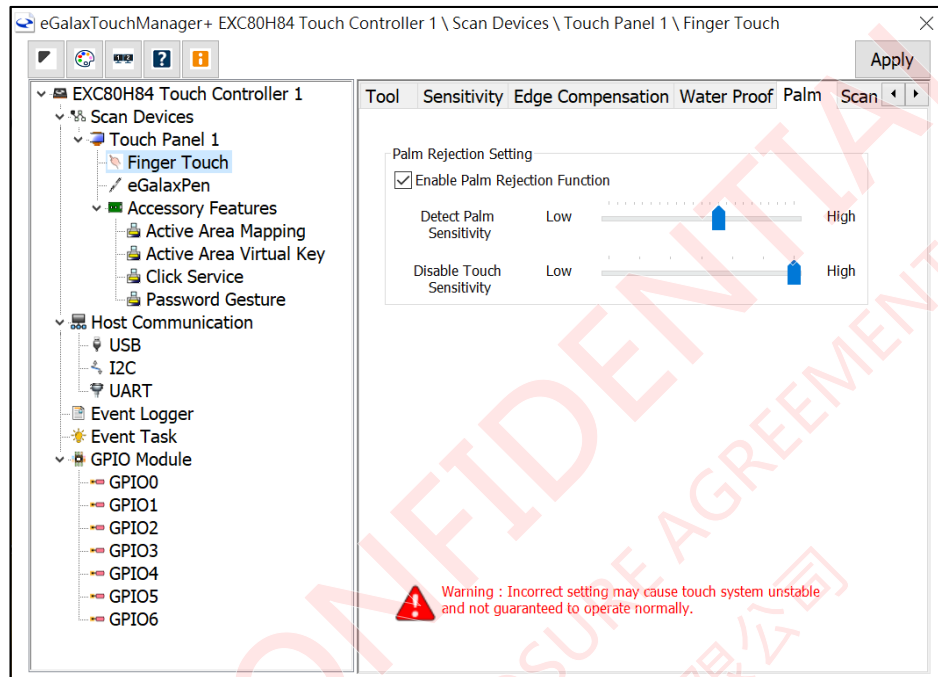 eGalaxTouchManager+ EXC80H84 Touch Controller 1 \ Scan Devices \ Touch Panel 1 \ Finger Touch
Apply
EXC80H84 Touch Controller 1
Scan Devices
Touch Panel 1
Finger Touch
eGalaxPen
Accessory Features
Active Area Mapping
Active Area Virtual Key
Click Service
Password Gesture
Host Communication
USB
I2C
UART
Event Logger
Event Task
GPIO Module
GPIO0
GPIO1
GPIO2
GPIO3
GPIO4
GPIO5
GPIO6
Tool Sensitivity Edge Compensation Water Proof Palm Scan
Palm Rejection Setting
Enable Palm Rejection Function
Detect Palm Sensitivity Low High
Disable Touch Sensitivity Low High
Warning : Incorrect setting may cause touch system unstable
and not guaranteed to operate normally.
CONFIDENTIAL
AGREEMENT
限公司